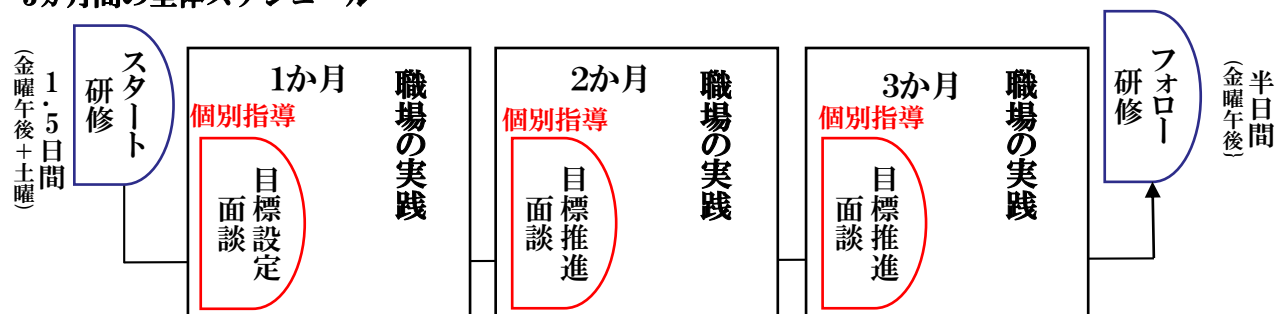 3か月間の全体スケジュール
1.5日間
(金曜午後+土曜)
スタート
研修
1か月
職場の実践
個別指導
目標設定
面談
2か月
職場の実践
個別指導
目標推進
面談
3か月
職場の実践
個別指導
目標推進
面談
フォロー
研修
半日間
(金曜午後)